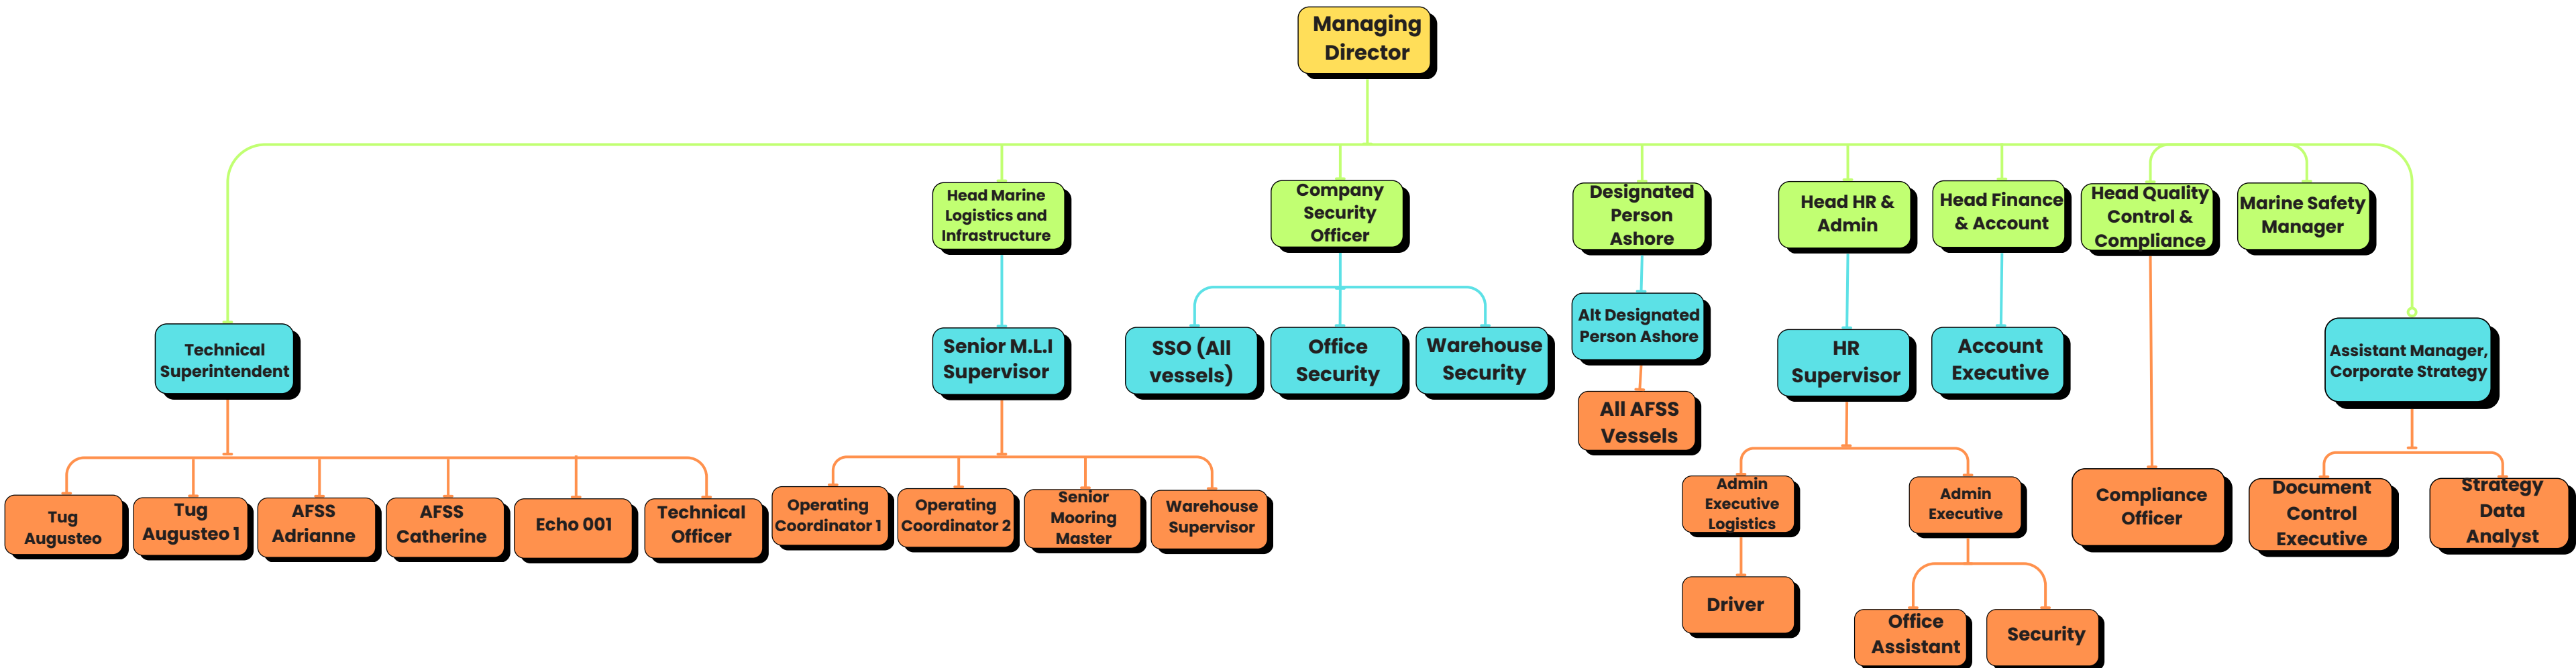 Managing
Director
Head Marine
Logistics and
Infrastructure
Company
Security
Officer
Designated
Person
Ashore
Head HR &
Admin
Head Finance
& Account
Head Quality
Control &
Compliance
Marine Safety
Manager
Technical
Superintendent
Senior M.L.I
Supervisor
SSO (All
vessels)
Office
Security
Warehouse
Security
Alt Designated
Person Ashore
HR
Supervisor
Account
Executive
Assistant Manager,
Corporate Strategy
All AFSS
Vessels
Tug
Augusteo
Tug
Augusteo 1
AFSS
Adrianne
AFSS
Catherine
Echo 001
Technical
Officer
Operating
Coordinator 1
Operating
Coordinator 2
Senior
Mooring
Master
Warehouse
Supervisor
Admin
Executive
Logistics
Admin
Executive
Compliance
Officer
Document
Control
Executive
Strategy
Data
Analyst
Driver
Office
Assistant
Security